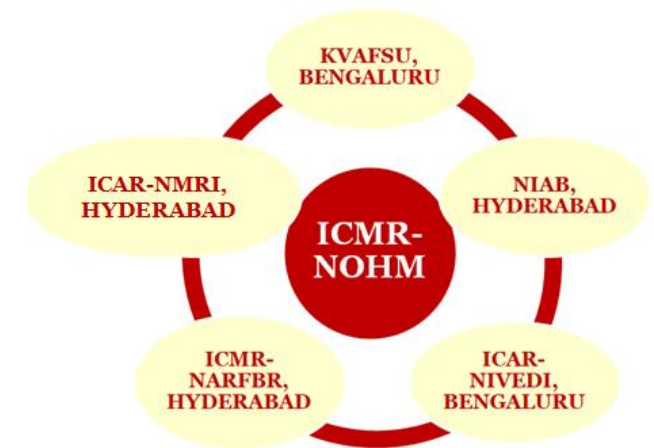 KVAFSU,
BENGALURU
ICAR-NMRI,
HYDERABAD
NIAB,
HYDERABAD
ICMR-
NOHM
ICMR-
NARFBR,
HYDERABAD
ICAR-
NIVEDI,
BENGALURU